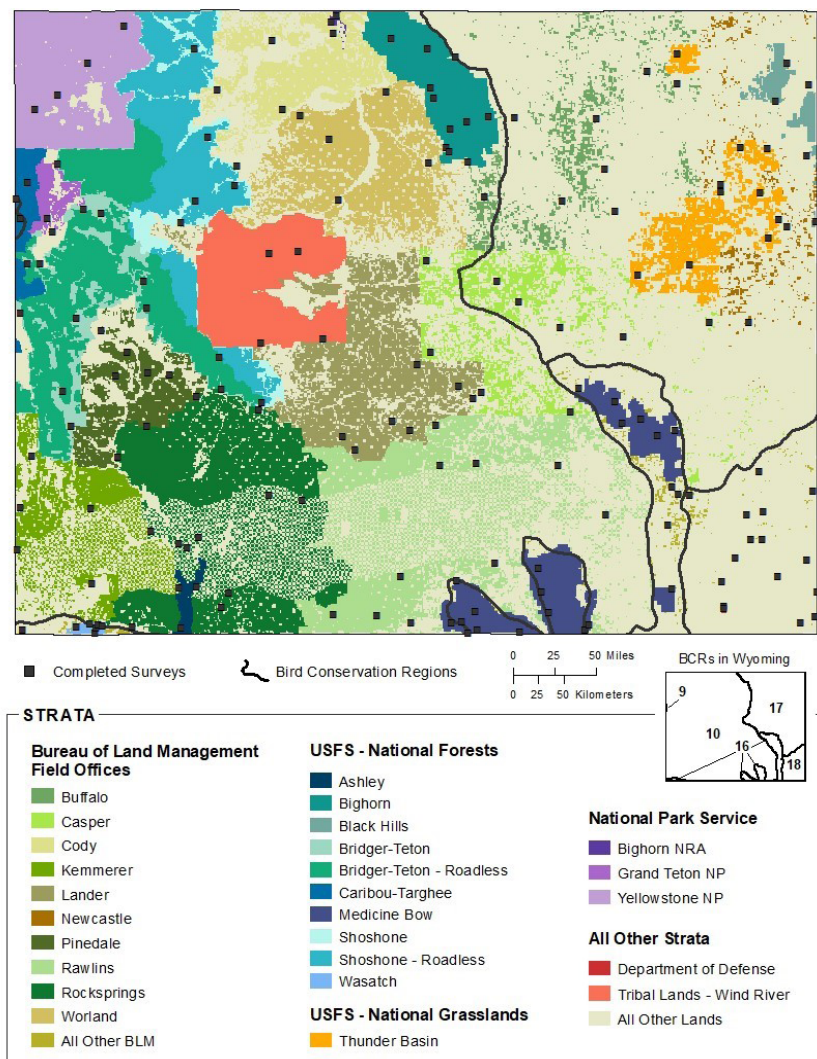 Completed Surveys
Bird Conservation Regions
0 25 50 Miles
0 25 50 Kilometers
BCRs in Wyoming
9
17
10
16
18
STRATA
Bureau of Land Management
Field Offices
Buffalo
Casper
Cody
Kemmerer
Lander
Newcastle
Pinedale
Rawlins
Rocksprings
Worland
All Other BLM
USFS - National Forests
Ashley
Bighorn
Black Hills
Bridger-Teton
Bridger-Teton - Roadless
Caribou-Targhee
Medicine Bow
Shoshone
Shoshone - Roadless
Wasatch
USFS - National Grasslands
Thunder Basin
National Park Service
Bighorn NRA
Grand Teton NP
Yellowstone NP
All Other Strata
Department of Defense
Tribal Lands - Wind River
All Other Lands